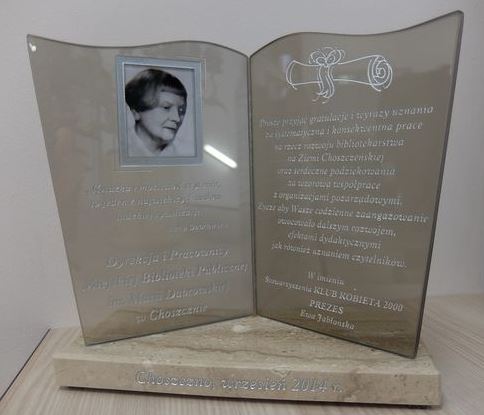 Dyrekcja i Pracownicy
Miejskiej Biblioteki Publicznej
im. Marii Dąbrowskiej
w Choszcznie
Proszę przyjąć gratulacje i wyrazy uznania
za systematyczną i konsekwentną pracę
na rzecz rozwoju bibliotekarstwa
na Ziemi Choszczeńskiej
oraz serdeczne podziękowania
za wzorową współpracę
z organizacjami pozarządowymi.
Życzę aby Wasze codzienne zaangażowanie
owocowało dalszym rozwojem,
efektami dydaktycznymi
jak również uznaniem czytelników.
W imieniu
Stowarzyszenia KLUB KOBIETA 2000
PREZES
Ewa Jabłońska
Choszczno, wrzesień 2014 r.